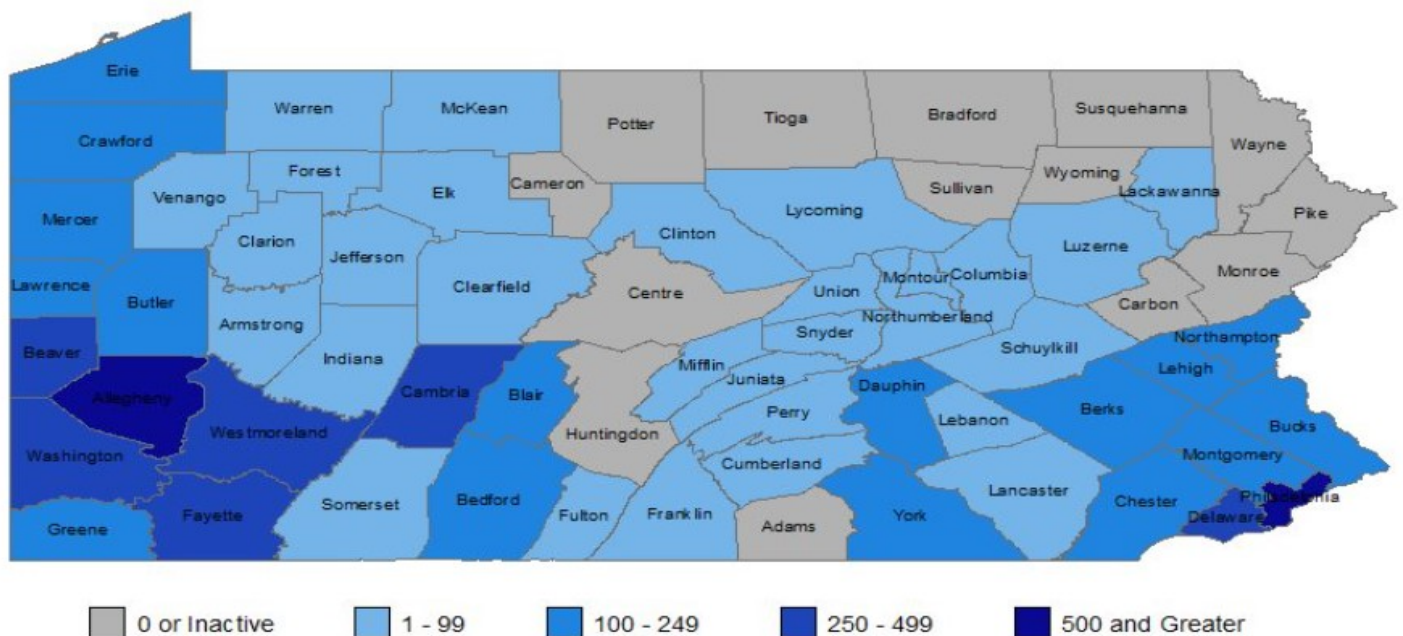 Erie
Warren
McKean
Potter
Tioga
Bradford
Susquehanna
Wayne
Crawford
Forest
Cameron
Sullivan
Wyoming
Lackawanna
Venango
Elk
Pike
Mercer
Clarion
Lycoming
Clinton
Luzerne
Jefferson
Monroe
Lawrence
Butler
Clearfield
Centre
Union
Montour
Columbia
Carbon
Armstrong
Snyder
Northumberland
Northampton
Beaver
Indiana
Mifflin
Schuylkill
Lehigh
Allegheny
Cambria
Blair
Juniata
Dauphin
Perry
Berks
Westmoreland
Huntingdon
Lebanon
Bucks
Washington
Cumberland
Montgomery
Somerset
Bedford
Lancaster
Philadelphia
Greene
Fayette
Fulton
Franklin
Adams
York
Chester
Delaware
0 or Inactive
1 - 99
100 - 249
250 - 499
500 and Greater